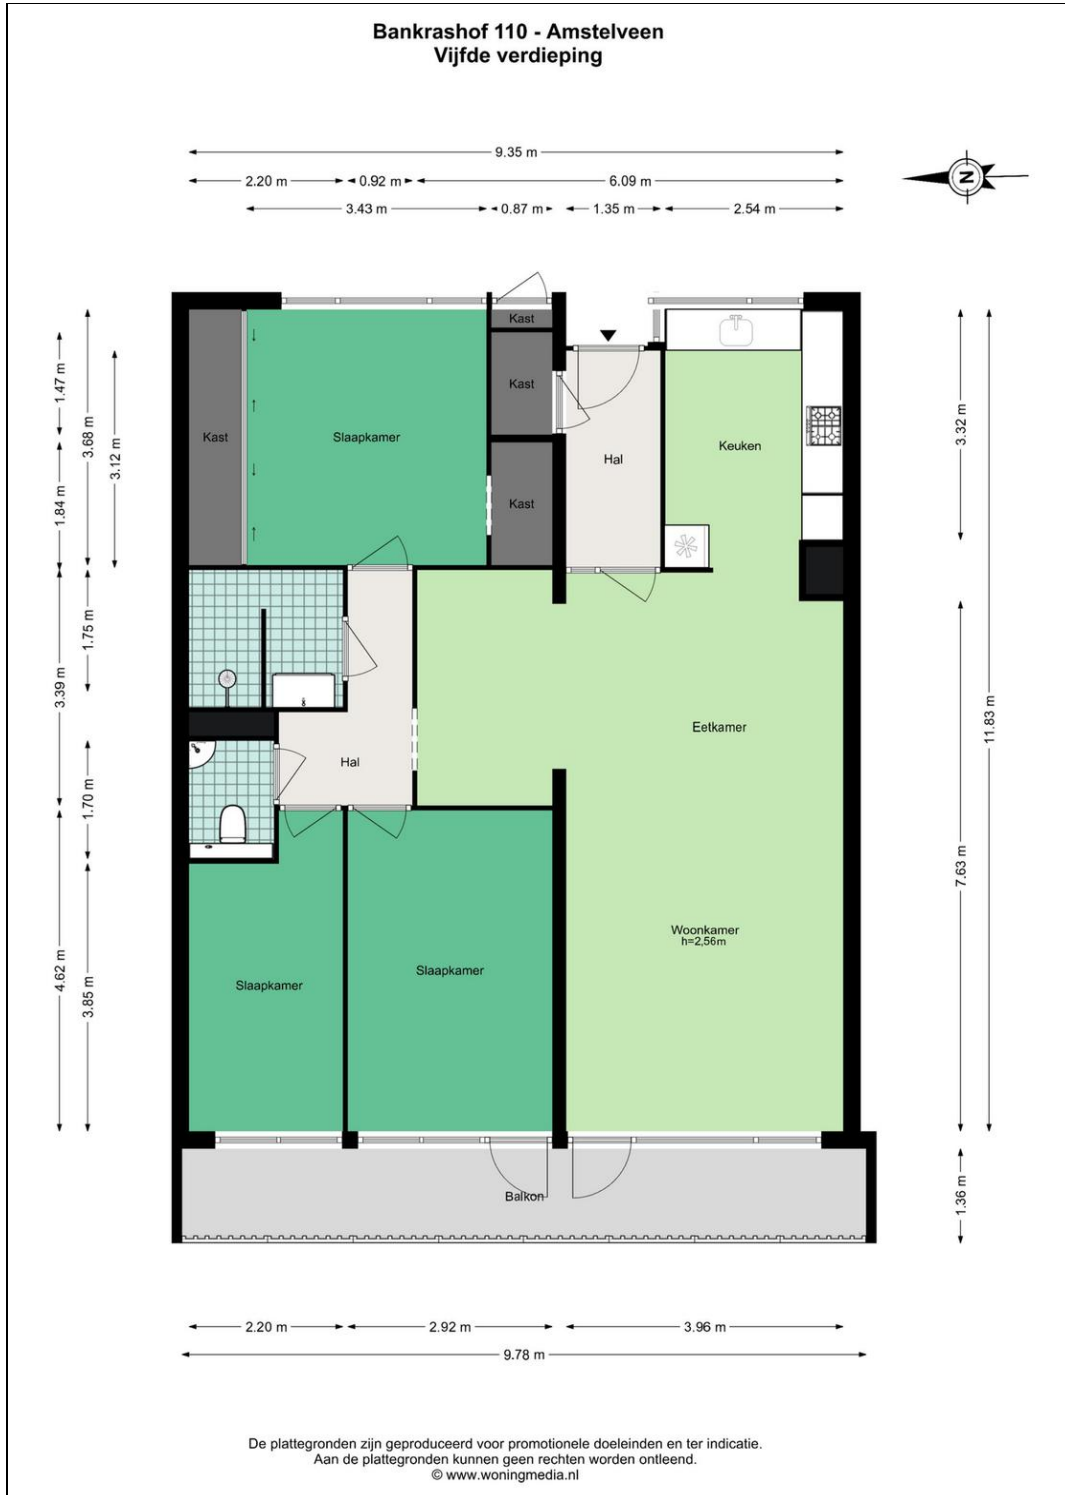 Bankrashof 110 - Amstelveen
Vijfde verdieping
9.35 m
2.20 m
0.92 m
6.09 m
3.43 m
0.87 m
1.35 m
2.54 m
N
Kast
Kast
Kast
Kast
Slaapkamer
Hal
Keuken
1.47 m
3.68 m
3.12 m
1.84 m
3.32 m
1.75 m
3.39 m
11.83 m
Eetkamer
Hal
1.70 m
7.63 m
Woonkamer
h=2,56m
Slaapkamer
Slaapkamer
4.62 m
3.85 m
Balkon
1.36 m
2.20 m
2.92 m
3.96 m
9.78 m
De plattegronden zijn geproduceerd voor promotionele doeleinden en ter indicatie.
Aan de plattegronden kunnen geen rechten worden ontleend.
© www.woningmedia.nl